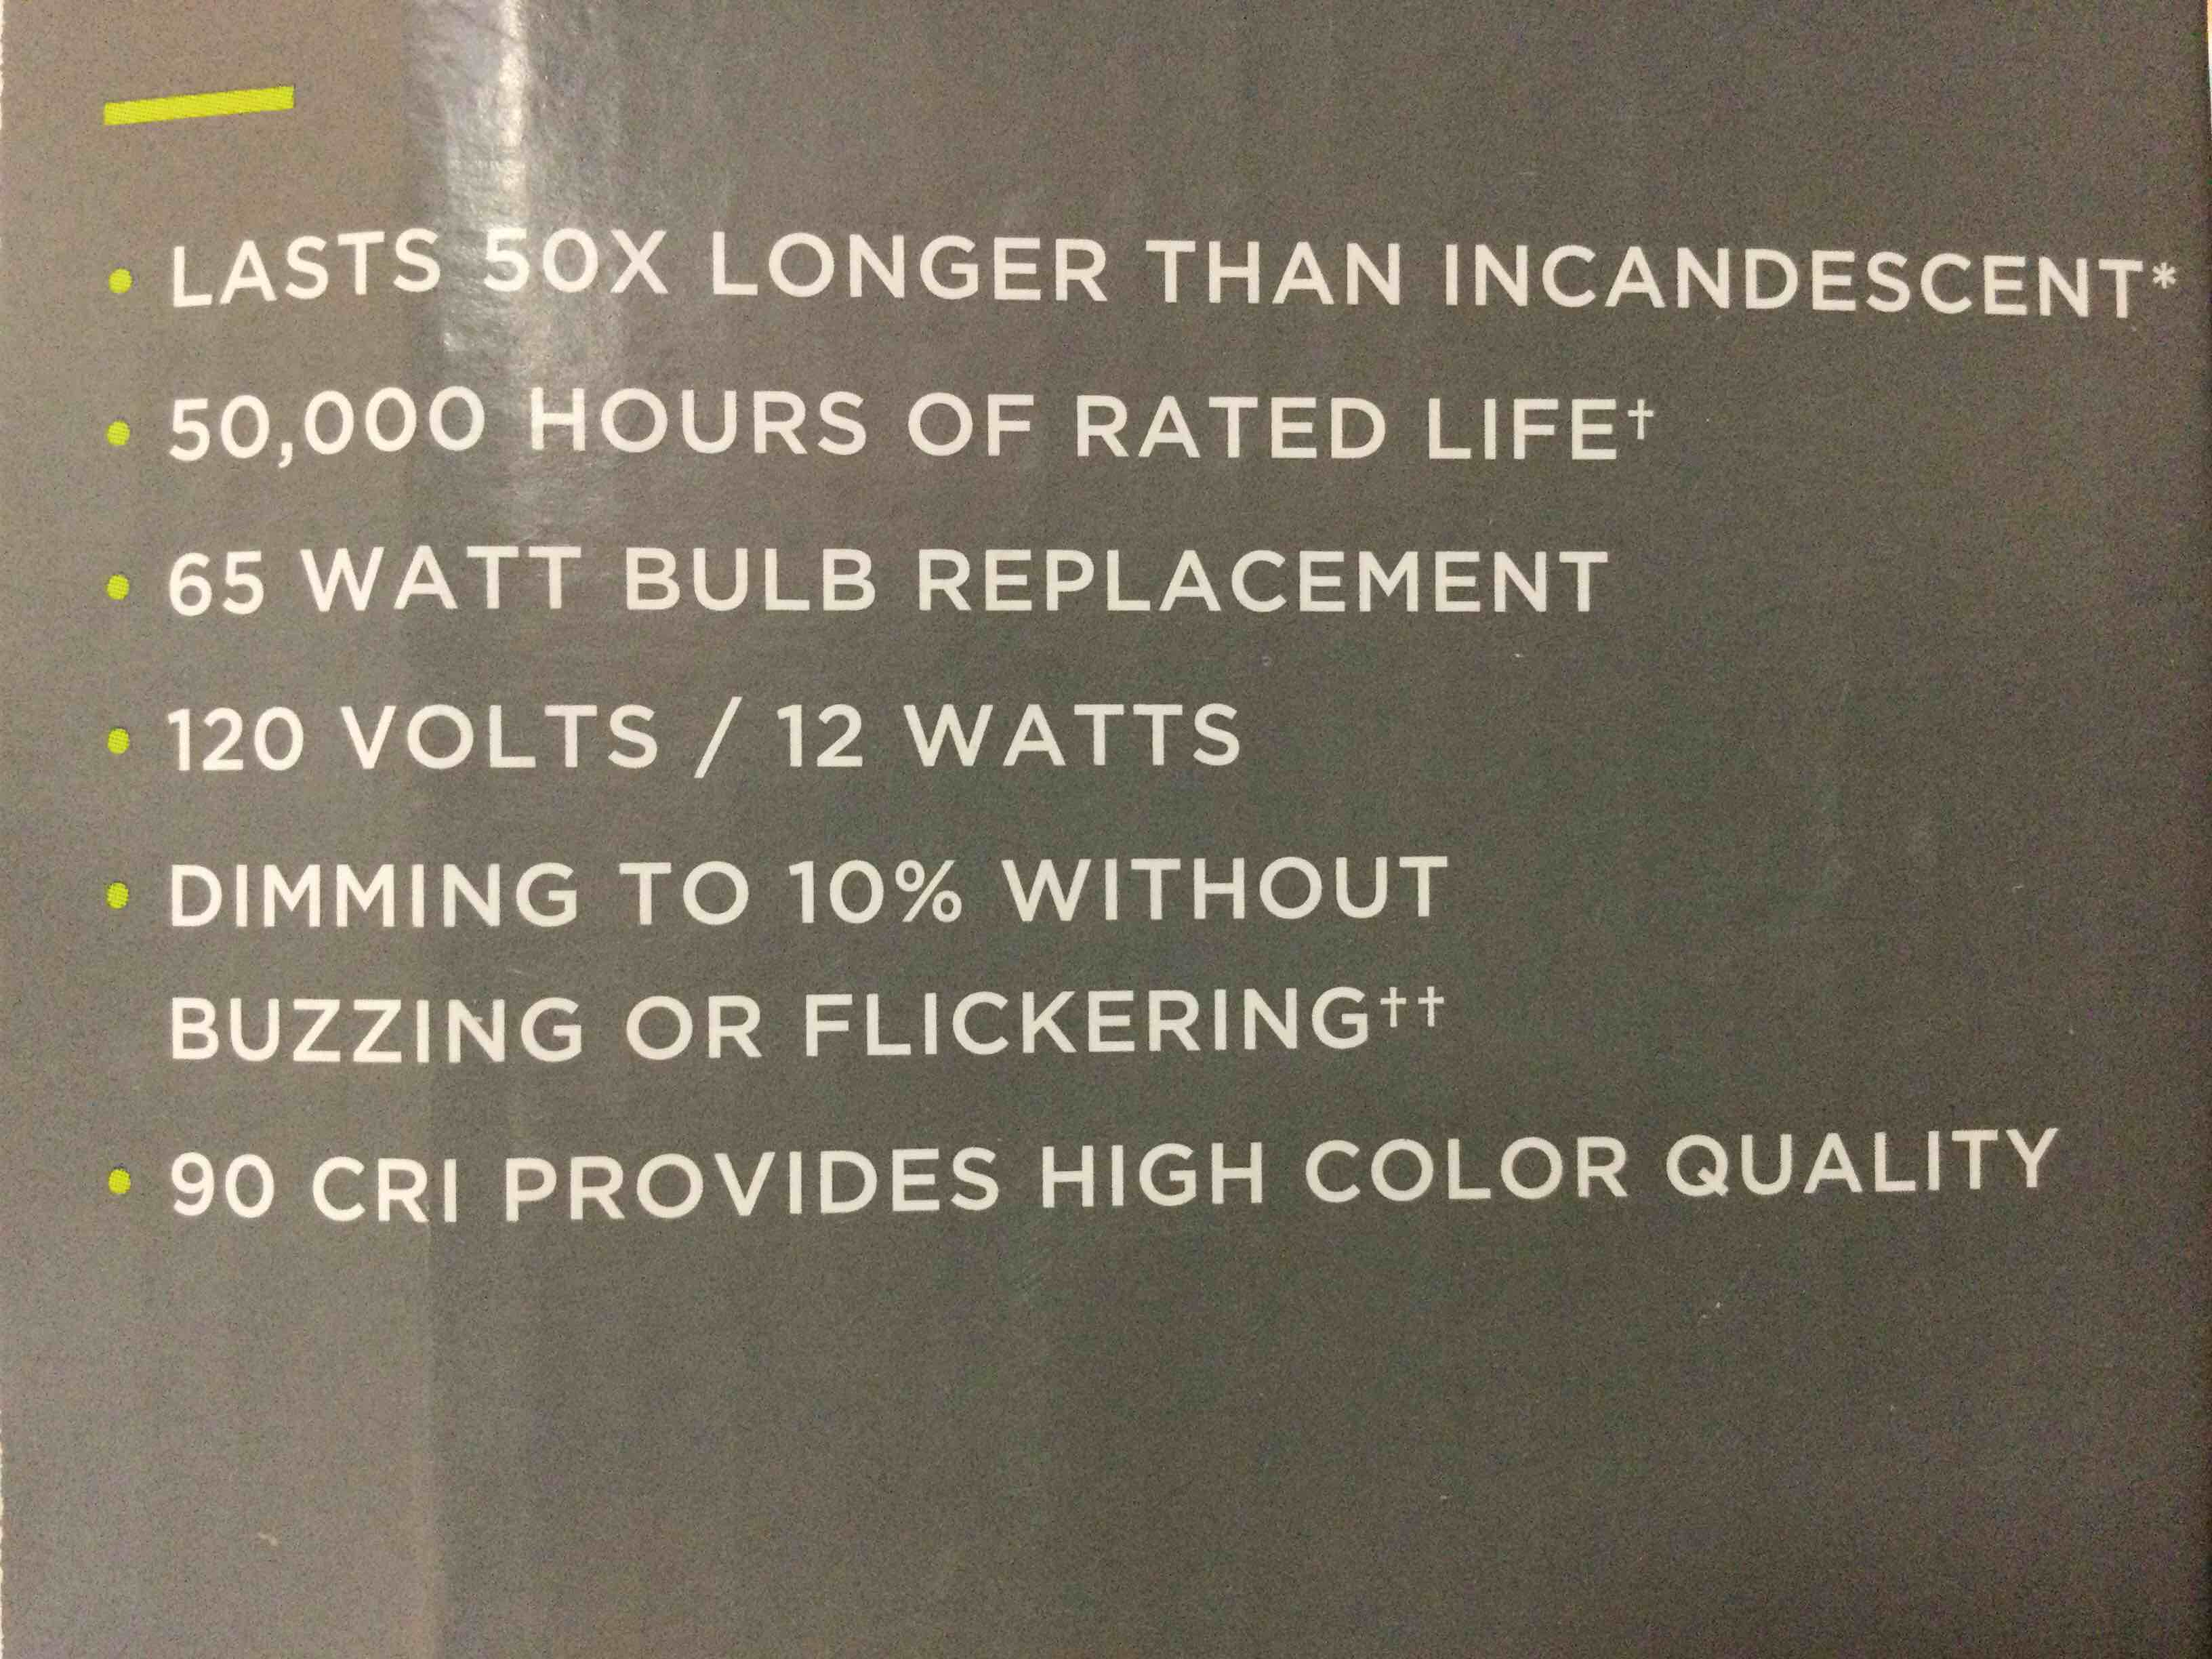 • LASTS 50X LONGER THAN INCANDESCENT*
• 50,000 HOURS OF RATED LIFE†
• 65 WATT BULB REPLACEMENT
• 120 VOLTS / 12 WATTS
• DIMMING TO 10% WITHOUT
BUZZING OR FLICKERING††
• 90 CRI PROVIDES HIGH COLOR QUALITY